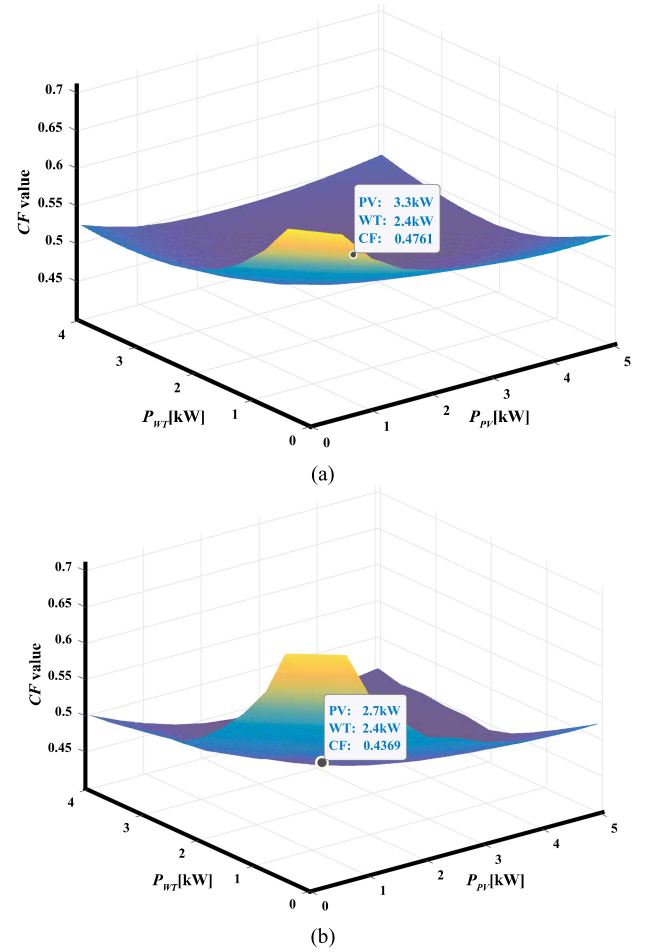 0.7
0.65
0.6
0.55
0.5
0.45
CF value
PV: 3.3kW
WT: 2.4kW
CF: 0.4761
4
3
2
1
0
P_WT[kW]
0
1
2
3
4
5
P_PV[kW]
(a)
0.7
0.65
0.6
0.55
0.5
0.45
CF value
PV: 2.7kW
WT: 2.4kW
CF: 0.4369
4
3
2
1
0
P_WT[kW]
0
1
2
3
4
5
P_PV[kW]
(b)